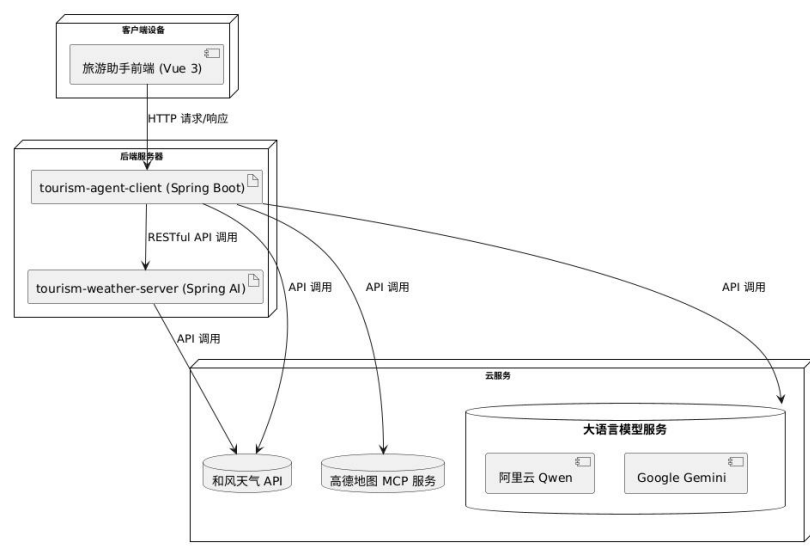 客户端设备
旅游助手前端 (Vue 3)
HTTP 请求/响应
后端服务器
tourism-agent-client (Spring Boot)
RESTful API 调用
tourism-weather-server (Spring AI)
API 调用
API 调用
API 调用
API 调用
云服务
大语言模型服务
和风天气 API
高德地图 MCP 服务
阿里云 Qwen
Google Gemini